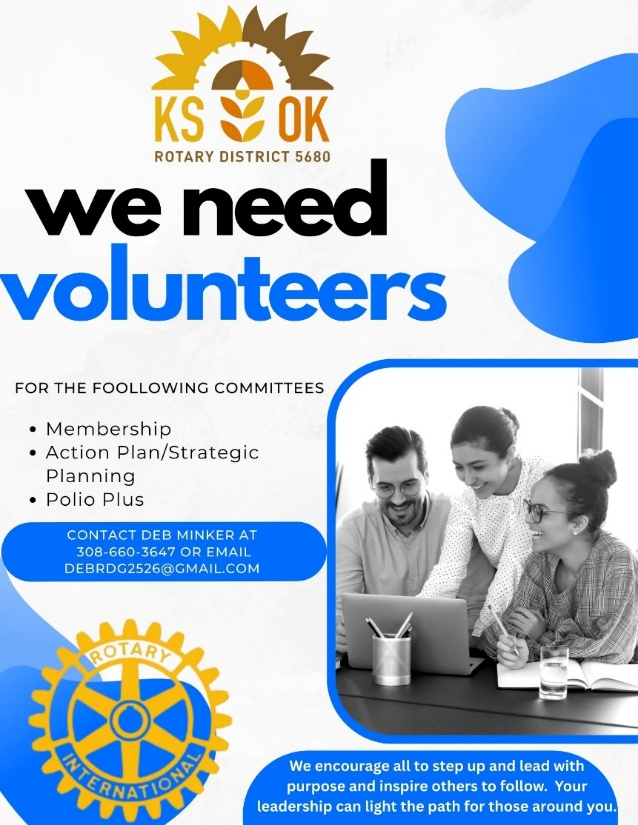 KS OK
ROTARY DISTRICT 5680
we need
volunteers
FOR THE FOOLLOWING COMMITTEES
• Membership
• Action Plan/Strategic
Planning
• Polio Plus
CONTACT DEB MINKER AT
308-660-3647 OR EMAIL
DEBRDG2526@GMAIL.COM
ROTARY
INTERNATIONAL
We encourage all to step up and lead with
purpose and inspire others to follow. Your
leadership can light the path for those around you.